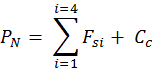 P_N = \sum_{i=1}^{i=4} F_{si} + C_c